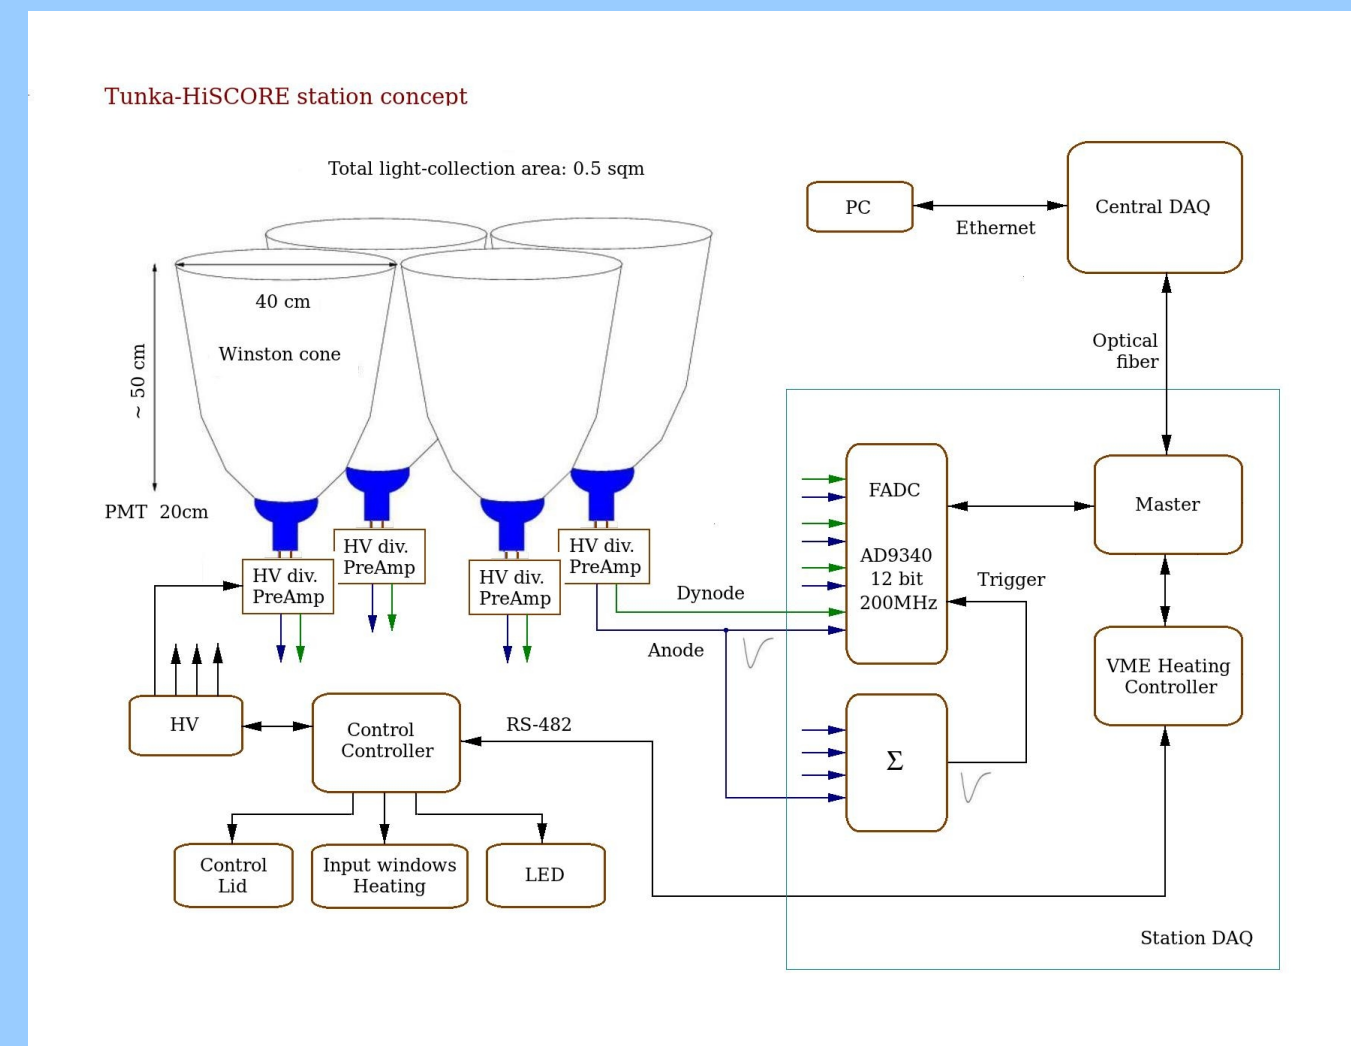 Tunka-HiSCORE station concept
Total light-collection area: 0.5 sqm
PC
Ethernet
Central DAQ
40 cm
Winston cone
~ 50 cm
Optical
fiber
PMT 20cm
HV div.
PreAmp
HV div.
PreAmp
HV div.
PreAmp
HV div.
PreAmp
Dynode
Anode
FADC
AD9340
12 bit
200MHz
Master
Trigger
VME Heating
Controller
HV
Control
Controller
RS-482
Σ
Control
Lid
Input windows
Heating
LED
Station DAQ